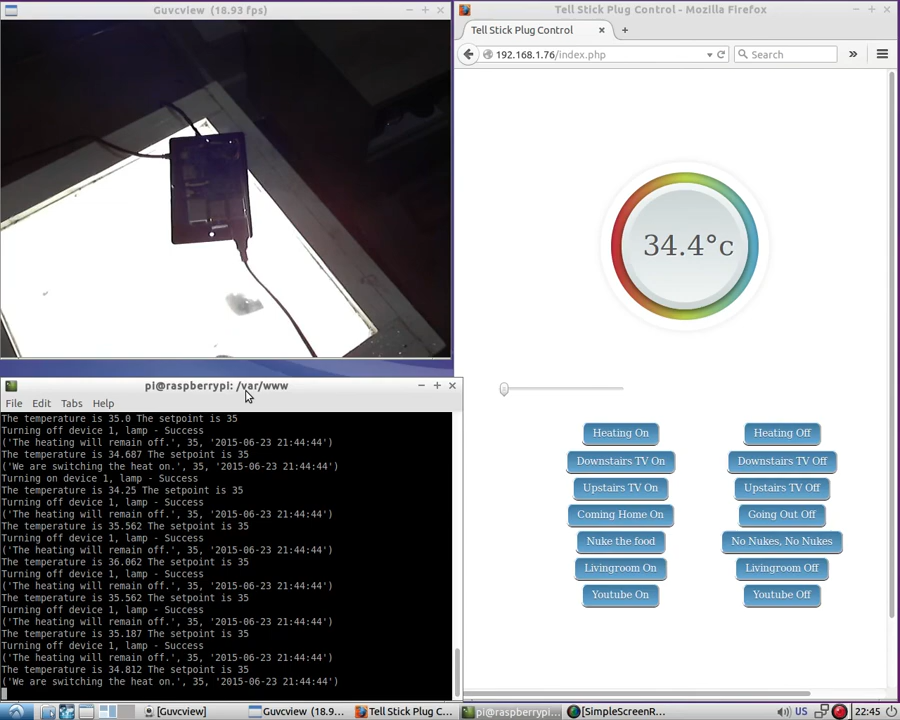 Guvcview (18.93 fps)
Tell Stick Plug Control - Mozilla Firefox
Tell Stick Plug Control
192.168.1.76/index.php
Search
34.4°c
Heating On
Heating Off
Downstairs TV On
Downstairs TV Off
Upstairs TV On
Upstairs TV Off
Coming Home On
Going Out Off
Nuke the food
No Nukes, No Nukes
Livingroom On
Livingroom Off
Youtube On
Youtube Off
pi@raspberrypi: /var/www
File Edit Tabs Help
The temperature is 35.0 The setpoint is 35
Turning off device 1, lamp - Success
('The heating will remain off.', 35, '2015-06-23 21:44:44')
The temperature is 34.687 The setpoint is 35
('We are switching the heat on.', 35, '2015-06-23 21:44:44')
Turning on device 1, lamp - Success
The temperature is 34.25 The setpoint is 35
Turning off device 1, lamp - Success
('The heating will remain off.', 35, '2015-06-23 21:44:44')
The temperature is 35.562 The setpoint is 35
Turning off device 1, lamp - Success
('The heating will remain off.', 35, '2015-06-23 21:44:44')
The temperature is 36.062 The setpoint is 35
Turning off device 1, lamp - Success
('The heating will remain off.', 35, '2015-06-23 21:44:44')
The temperature is 35.562 The setpoint is 35
Turning off device 1, lamp - Success
('The heating will remain off.', 35, '2015-06-23 21:44:44')
The temperature is 35.187 The setpoint is 35
Turning off device 1, lamp - Success
('The heating will remain off.', 35, '2015-06-23 21:44:44')
The temperature is 34.812 The setpoint is 35
('We are switching the heat on.', 35, '2015-06-23 21:44:44')
[Guvcview]
Guvcview (18.9...
Tell Stick Plug C...
pi@raspberrypi...
[SimpleScreenR...
US
22:45